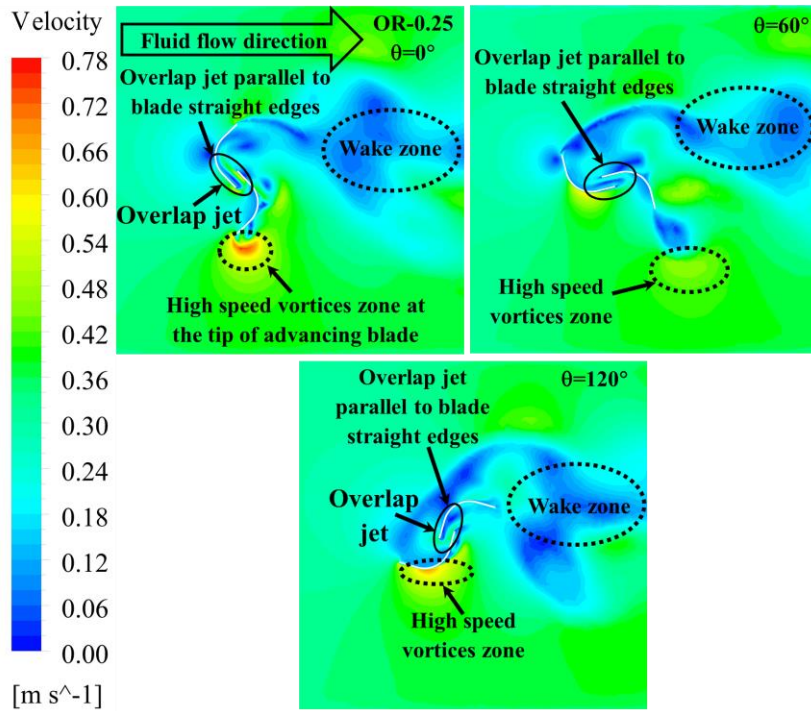 Velocity
0.78
0.72
0.66
0.60
0.54
0.48
0.42
0.36
0.30
0.24
0.18
0.12
0.06
0.00
[m s^-1]
Fluid flow direction
OR-0.25
θ=0°
Overlap jet parallel to
blade straight edges
Wake zone
Overlap jet
High speed vortices zone at
the tip of advancing blade
θ=60°
Overlap jet parallel to
blade straight edges
Wake zone
High speed
vortices zone
Overlap jet
parallel to blade
straight edges
θ=120°
Overlap
jet
Wake zone
High speed
vortices zone